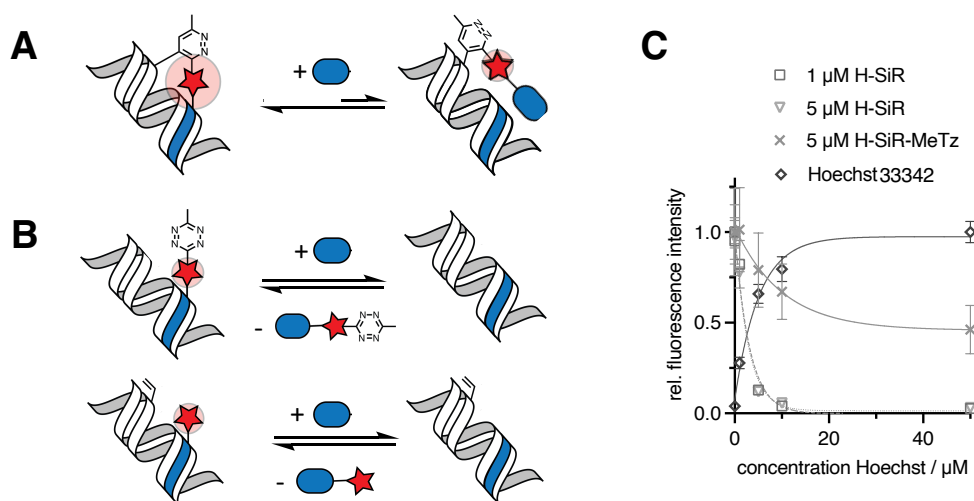 A
N
N
+
B
N N
N N
+
-
N N
N N
+
-
C
1 µM H-SiR
5 µM H-SiR
5 µM H-SiR-MeTz
Hoechst 33342
rel. fluorescence intensity
1.0
0.5
0.0
0 20 40
concentration Hoechst / µM